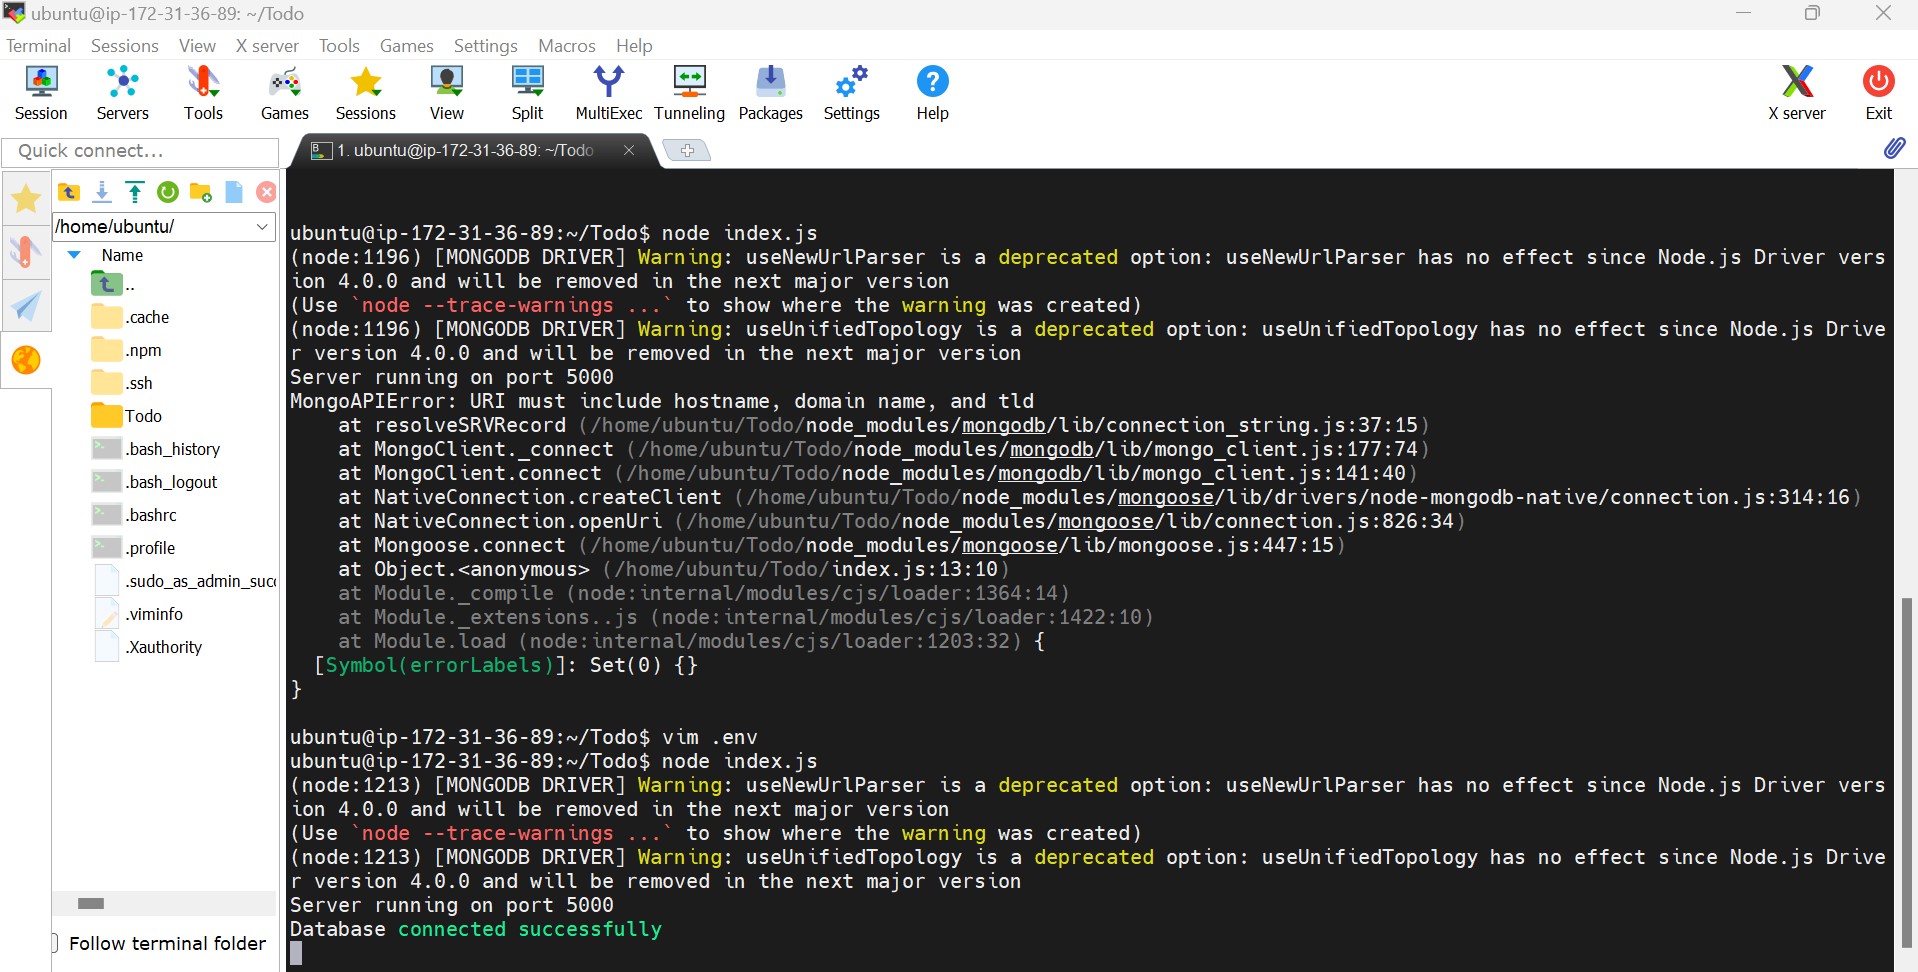 ubuntu@ip-172-31-36-89: ~/Todo
Terminal Sessions View X server Tools Games Settings Macros Help
Session Servers Tools Games Sessions View Split MultiExec Tunneling Packages Settings Help X server Exit
Quick connect...
1. ubuntu@ip-172-31-36-89: ~/Todo
/home/ubuntu/
Name
..
.cache
.npm
.ssh
Todo
.bash_history
.bash_logout
.bashrc
.profile
.sudo_as_admin_succ
.viminfo
.Xauthority
Follow terminal folder
ubuntu@ip-172-31-36-89:~/Todo$ node index.js
(node:1196) [MONGODB DRIVER] Warning: useNewUrlParser is a deprecated option: useNewUrlParser has no effect since Node.js Driver vers
ion 4.0.0 and will be removed in the next major version
(Use `node --trace-warnings ...` to show where the warning was created)
(node:1196) [MONGODB DRIVER] Warning: useUnifiedTopology is a deprecated option: useUnifiedTopology has no effect since Node.js Drive
r version 4.0.0 and will be removed in the next major version
Server running on port 5000
MongoAPIError: URI must include hostname, domain name, and tld
    at resolveSRVRecord (/home/ubuntu/Todo/node_modules/mongodb/lib/connection_string.js:37:15)
    at MongoClient._connect (/home/ubuntu/Todo/node_modules/mongodb/lib/mongo_client.js:177:74)
    at MongoClient.connect (/home/ubuntu/Todo/node_modules/mongodb/lib/mongo_client.js:141:40)
    at NativeConnection.createClient (/home/ubuntu/Todo/node_modules/mongoose/lib/drivers/node-mongodb-native/connection.js:314:16)
    at NativeConnection.openUri (/home/ubuntu/Todo/node_modules/mongoose/lib/connection.js:826:34)
    at Mongoose.connect (/home/ubuntu/Todo/node_modules/mongoose/lib/mongoose.js:447:15)
    at Object.<anonymous> (/home/ubuntu/Todo/index.js:13:10)
    at Module._compile (node:internal/modules/cjs/loader:1364:14)
    at Module._extensions..js (node:internal/modules/cjs/loader:1422:10)
    at Module.load (node:internal/modules/cjs/loader:1203:32) {
  [Symbol(errorLabels)]: Set(0) {}
}
ubuntu@ip-172-31-36-89:~/Todo$ vim .env
ubuntu@ip-172-31-36-89:~/Todo$ node index.js
(node:1213) [MONGODB DRIVER] Warning: useNewUrlParser is a deprecated option: useNewUrlParser has no effect since Node.js Driver vers
ion 4.0.0 and will be removed in the next major version
(Use `node --trace-warnings ...` to show where the warning was created)
(node:1213) [MONGODB DRIVER] Warning: useUnifiedTopology is a deprecated option: useUnifiedTopology has no effect since Node.js Drive
r version 4.0.0 and will be removed in the next major version
Server running on port 5000
Database connected successfully